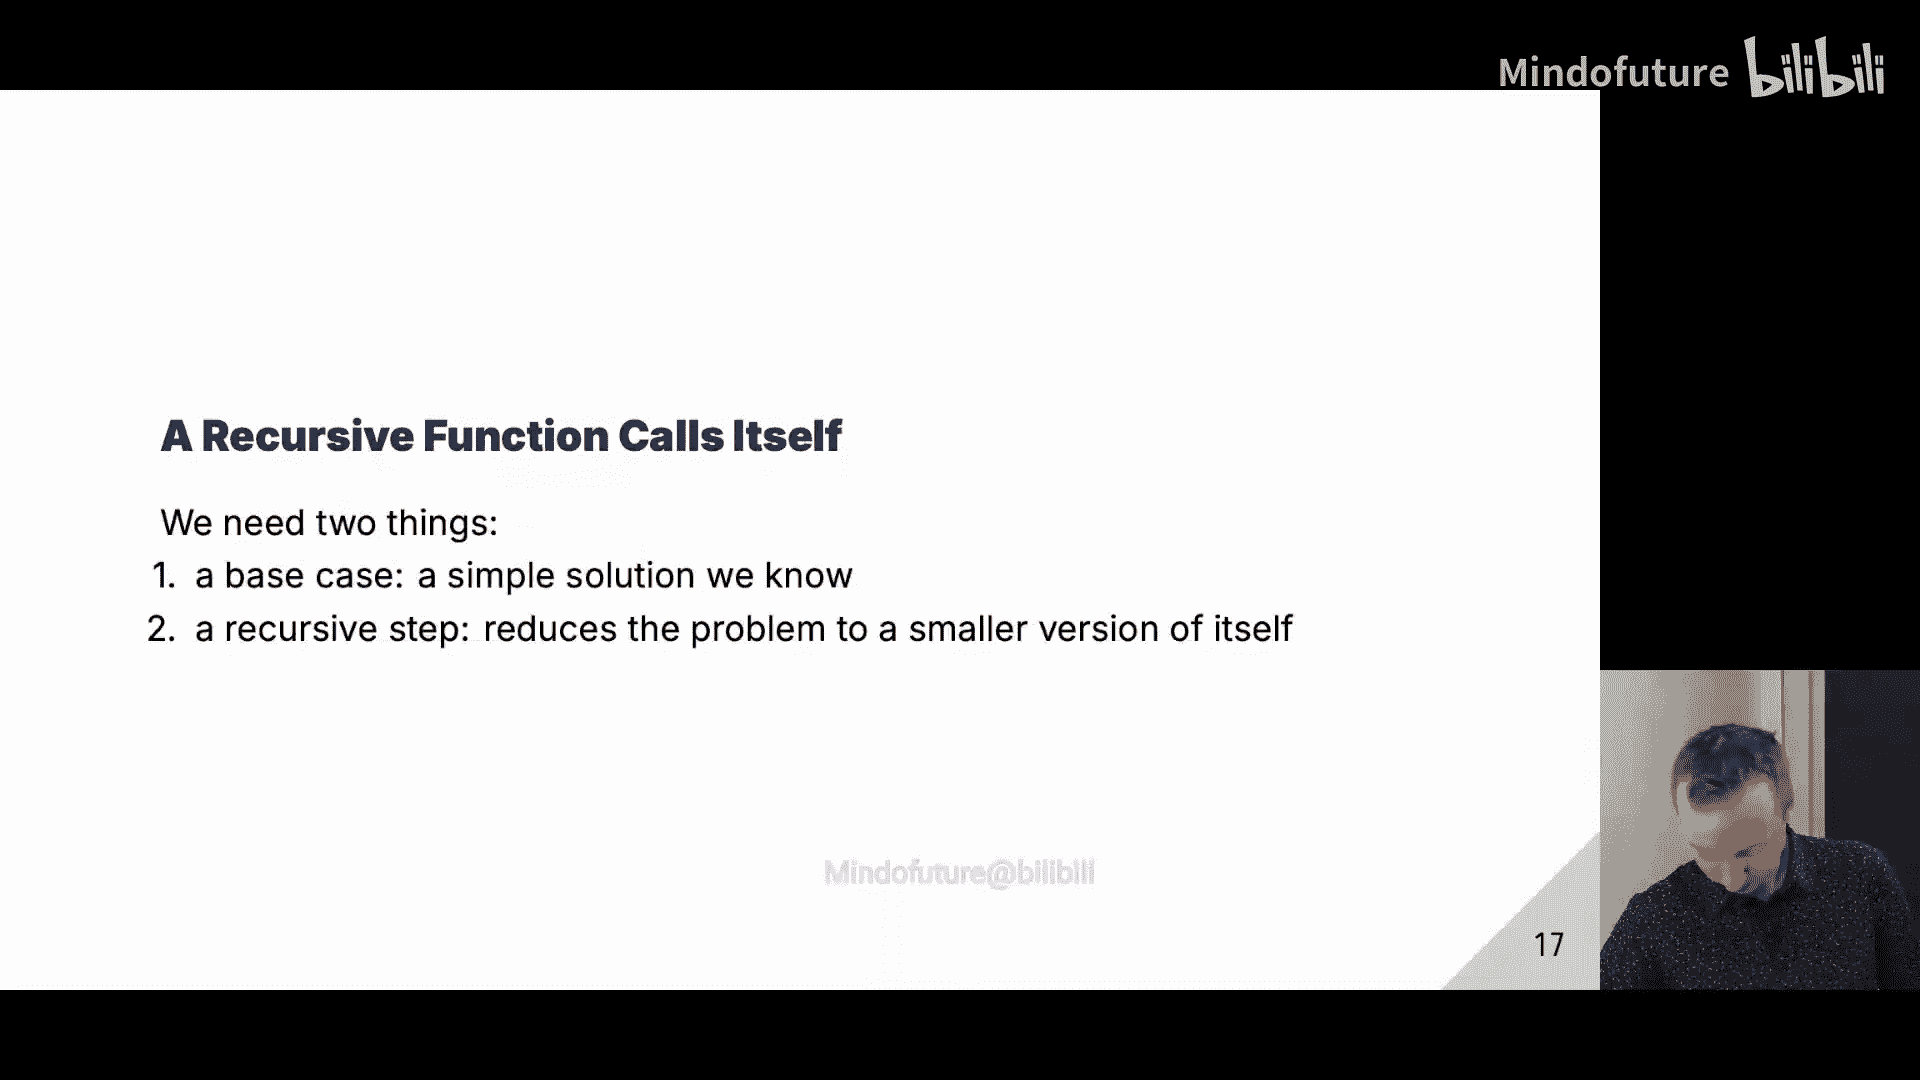 Mindofuture bilibili
A Recursive Function Calls Itself
We need two things:
1. a base case: a simple solution we know
2. a recursive step: reduces the problem to a smaller version of itself
Mindofuture@bilibili
17